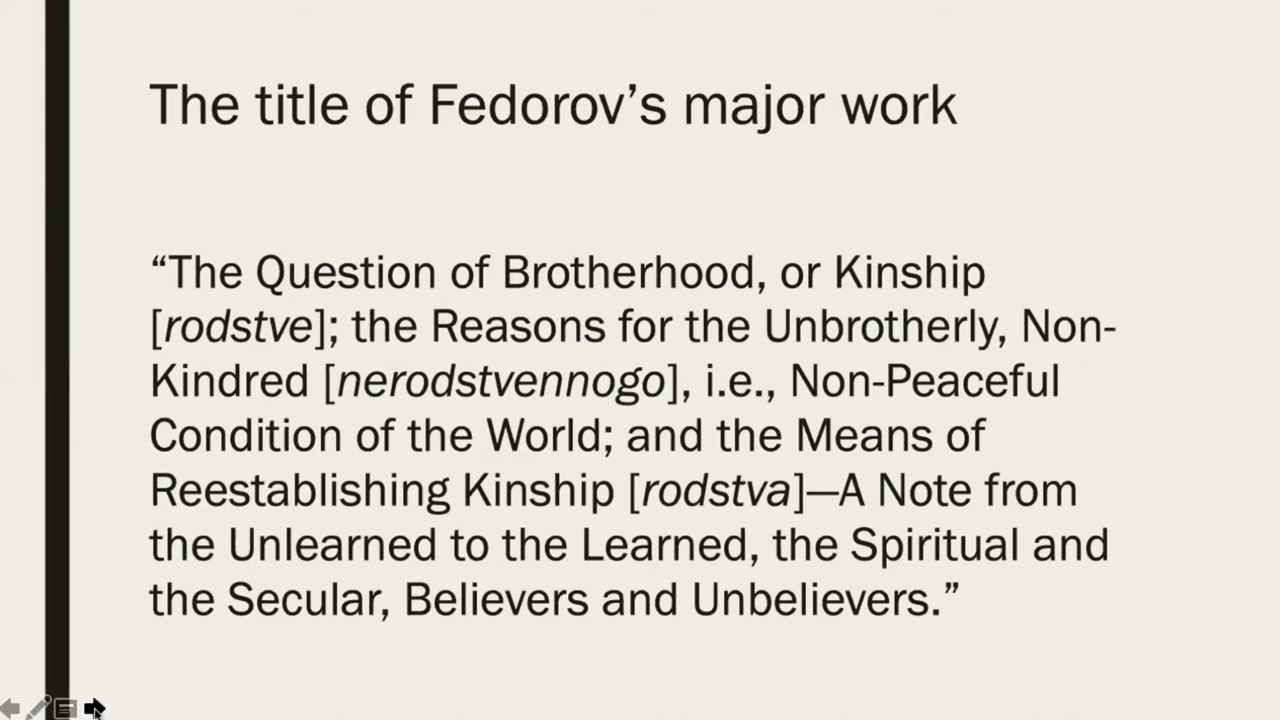 The title of Fedorov’s major work
“The Question of Brotherhood, or Kinship
[rodstve]; the Reasons for the Unbrotherly, Non-
Kindred [nerodstvennogo], i.e., Non-Peaceful
Condition of the World; and the Means of
Reestablishing Kinship [rodstva]—A Note from
the Unlearned to the Learned, the Spiritual and
the Secular, Believers and Unbelievers.”